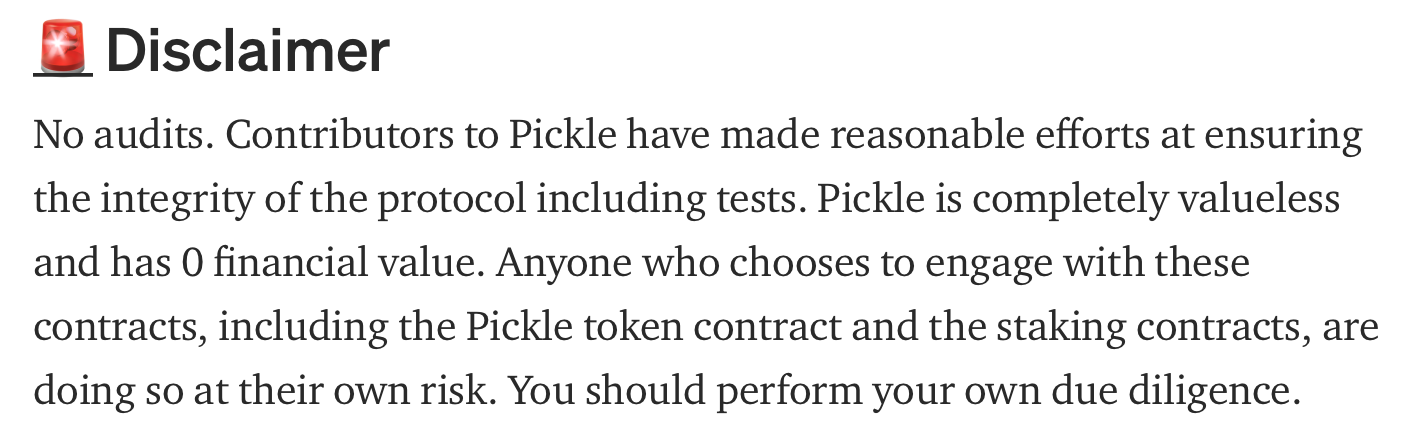 🚨 Disclaimer
No audits. Contributors to Pickle have made reasonable efforts at ensuring
the integrity of the protocol including tests. Pickle is completely valueless
and has 0 financial value. Anyone who chooses to engage with these
contracts, including the Pickle token contract and the staking contracts, are
doing so at their own risk. You should perform your own due diligence.